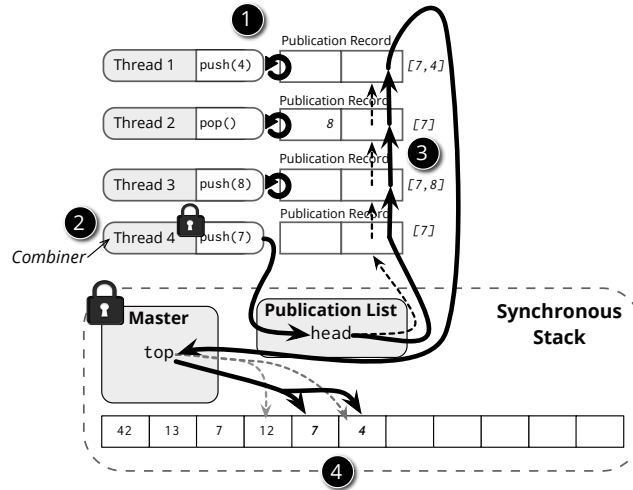 1
Publication Record
Thread 1 push(4) [7,4]
Publication Record
Thread 2 pop() 8 [7]
3
Publication Record
Thread 3 push(8) [7,8]
2
Publication Record
Thread 4 push(7) [7]
Combiner
Master
Publication List
head
Synchronous
Stack
top
42 13 7 12 7 4
4